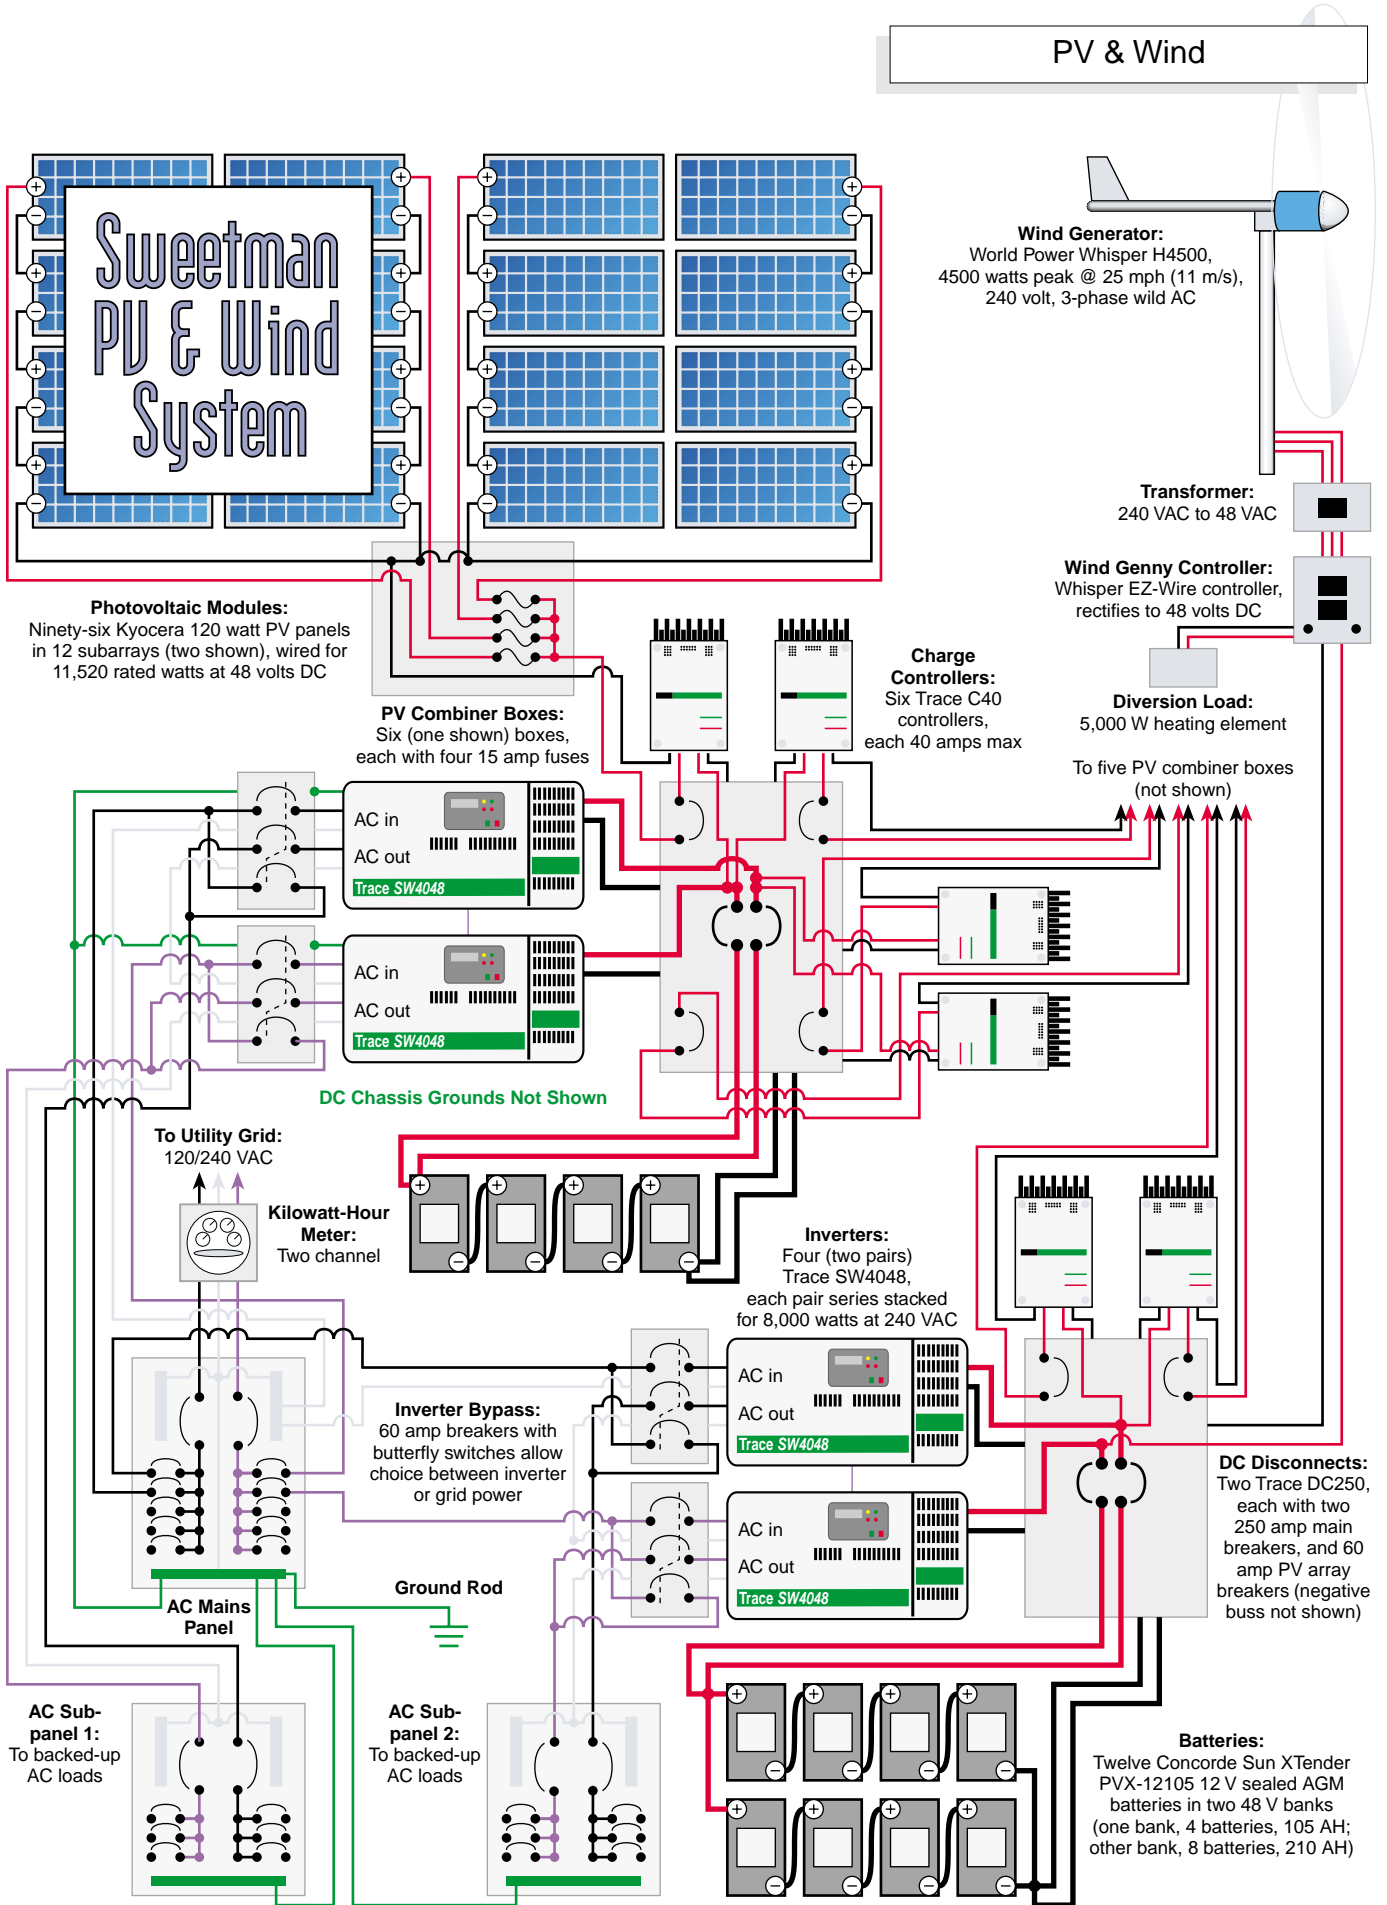 PV & Wind
Sweetman
PV & Wind
System
Wind Generator:
World Power Whisper H4500,
4500 watts peak @ 25 mph (11 m/s),
240 volt, 3-phase wild AC
Transformer:
240 VAC to 48 VAC
Wind Genny Controller:
Whisper EZ-Wire controller,
rectifies to 48 volts DC
Photovoltaic Modules:
Ninety-six Kyocera 120 watt PV panels
in 12 subarrays (two shown), wired for
11,520 rated watts at 48 volts DC
Charge
Controllers:
Six Trace C40
controllers,
each 40 amps max
Diversion Load:
5,000 W heating element
PV Combiner Boxes:
Six (one shown) boxes,
each with four 15 amp fuses
To five PV combiner boxes
(not shown)
AC in
AC out
Trace SW4048
AC in
AC out
Trace SW4048
DC Chassis Grounds Not Shown
To Utility Grid:
120/240 VAC
Kilowatt-Hour
Meter:
Two channel
Inverters:
Four (two pairs)
Trace SW4048,
each pair series stacked
for 8,000 watts at 240 VAC
AC in
AC out
Trace SW4048
Inverter Bypass:
60 amp breakers with
butterfly switches allow
choice between inverter
or grid power
DC Disconnects:
Two Trace DC250,
each with two
250 amp main
breakers, and 60
amp PV array
breakers (negative
buss not shown)
AC in
AC out
Trace SW4048
Ground Rod
AC Mains
Panel
AC Sub-
panel 1:
To backed-up
AC loads
AC Sub-
panel 2:
To backed-up
AC loads
Batteries:
Twelve Concorde Sun XTender
PVX-12105 12 V sealed AGM
batteries in two 48 V banks
(one bank, 4 batteries, 105 AH;
other bank, 8 batteries, 210 AH)